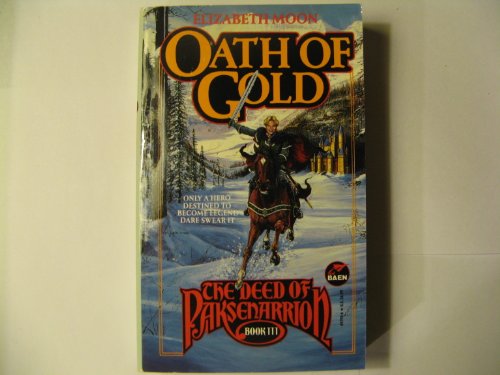 ELIZABETH MOON
OATH OF
GOLD
ONLY A HERO
DESTINED TO
BECOME LEGEND
DARE SWEAR IT
BAEN
THE DEED OF
PAKSENARRION
BOOK III